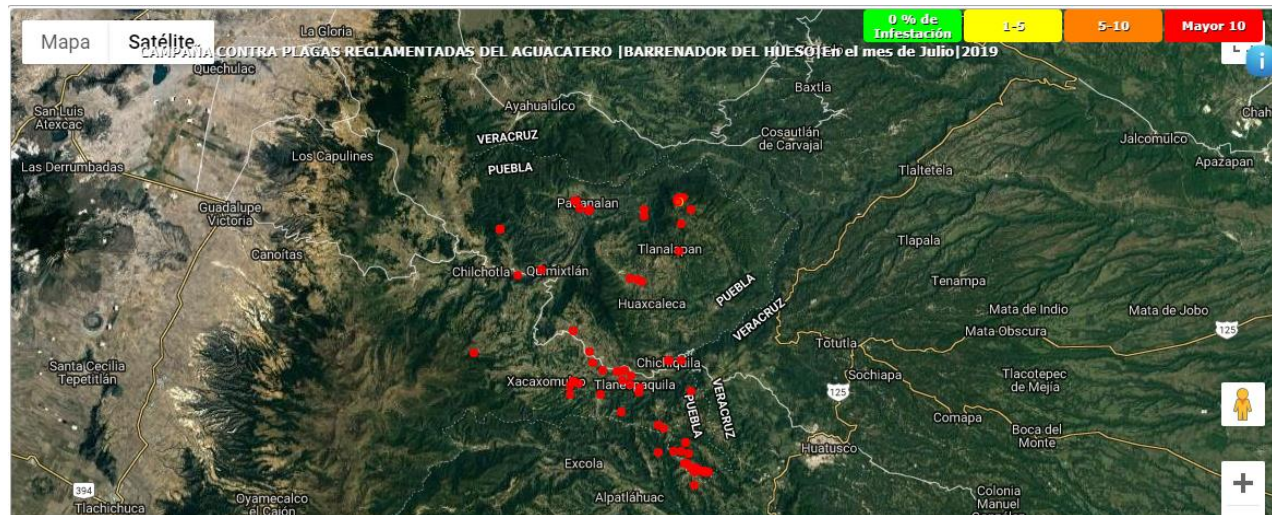 Mapa
Satélite
0 % de
Infestación
1-5
5-10
Mayor 10
CAMPAÑA CONTRA PLAGAS REGLAMENTADAS DEL AGUACATERO |BARRENADOR DEL HUESO|En el mes de Julio|2019
La Gloria
Quechulac
San Luis
Atexcac
Ayahualulco
Baxtla
VERACRUZ
PUEBLA
Cosautlán
de Carvajal
Jalcomulco
Apazapan
Las Derrumbadas
Los Capulines
Tlaltetela
Guadalupe
Victoria
Canoítas
Tlanalapan
Tlapala
Chilchotla
Quimixtlán
Tenampa
Huaxcaleca
PUEBLA
VERACRUZ
Mata de Indio
Mata de Jobo
Mata Obscura
125
Santa Cecilia
Tepetitlán
Totutla
Chichiquila
Sochiapa
Tlacotepec
de Mejía
125
PUEBLA
VERACRUZ
Comapa
Boca del
Monte
Huatusco
Excola
394
Tlachichuca
Oyamecalco
el Cajón
Alpatláhuac
Colonia
Manuel